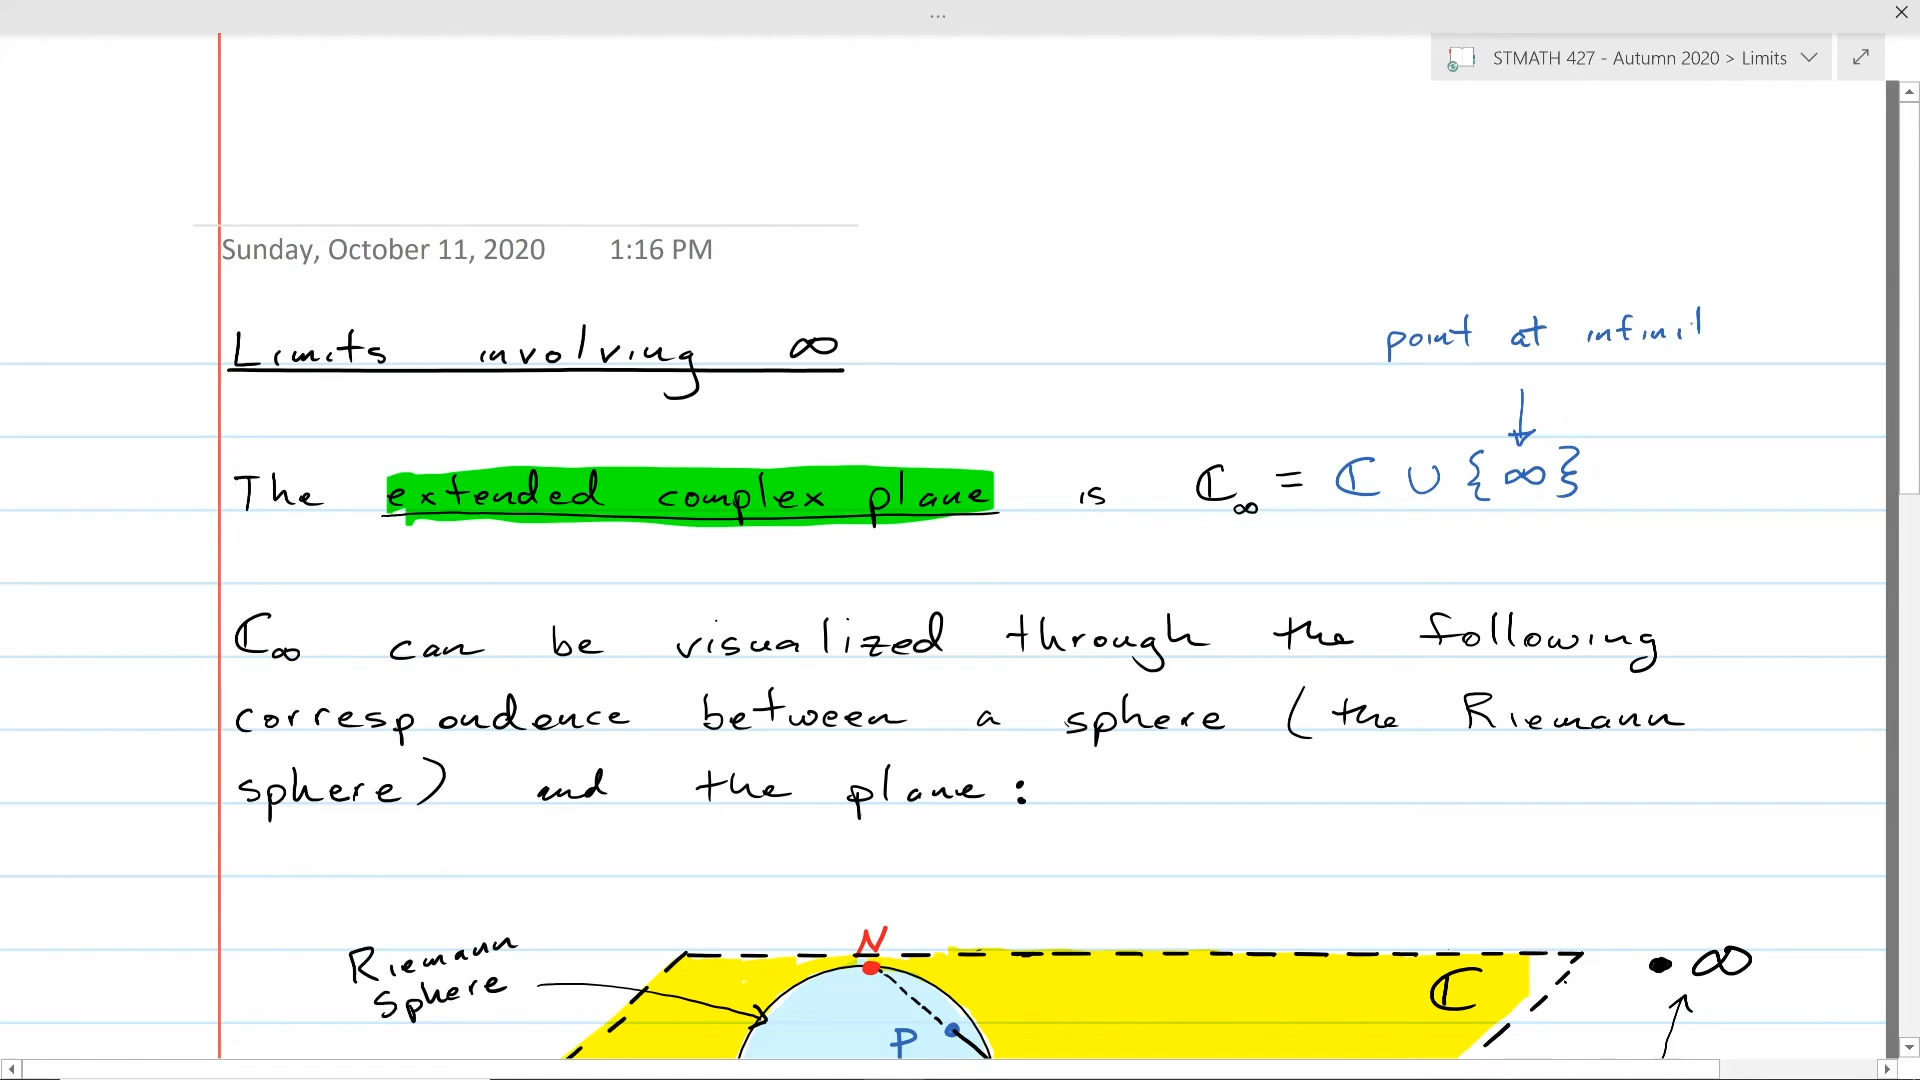 ...
STMATH 427 - Autumn 2020 > Limits
Sunday, October 11, 2020 1:16 PM
Limits involving ∞
point at infinit
The extended complex plane is ℂ∞ = ℂ ∪ {∞}
ℂ∞ can be visualized through the following
correspondence between a sphere (the Riemann
sphere) and the plane:
N
Riemann
Sphere
ℂ
∞
P